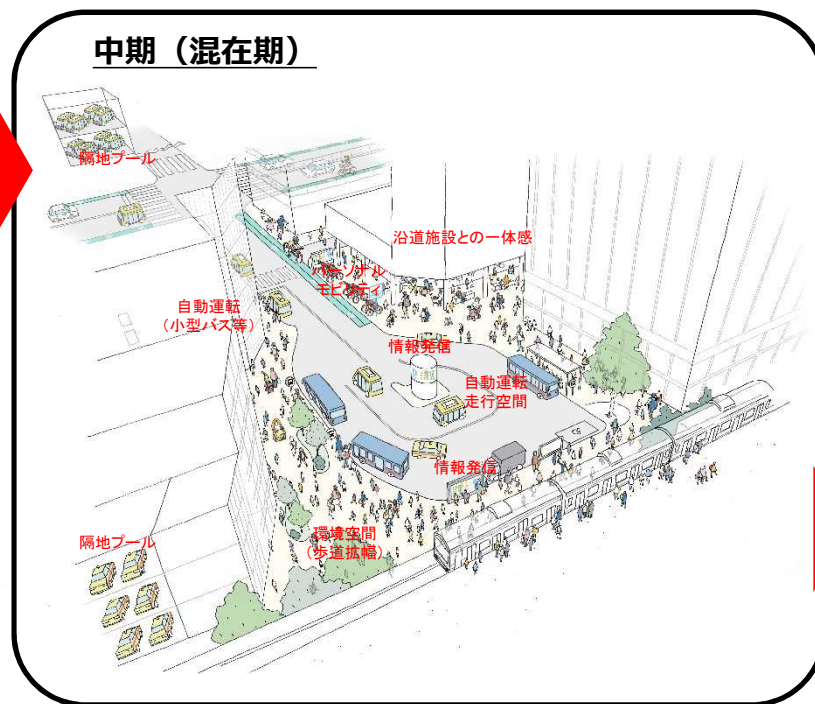 中期（混在期）
隔地プール
沿道施設との一体感
パーソナル
モビリティ
自動運転
（小型バス等）
情報発信
自動運転
走行空間
情報発信
環境空間
（歩道拡幅）
隔地プール